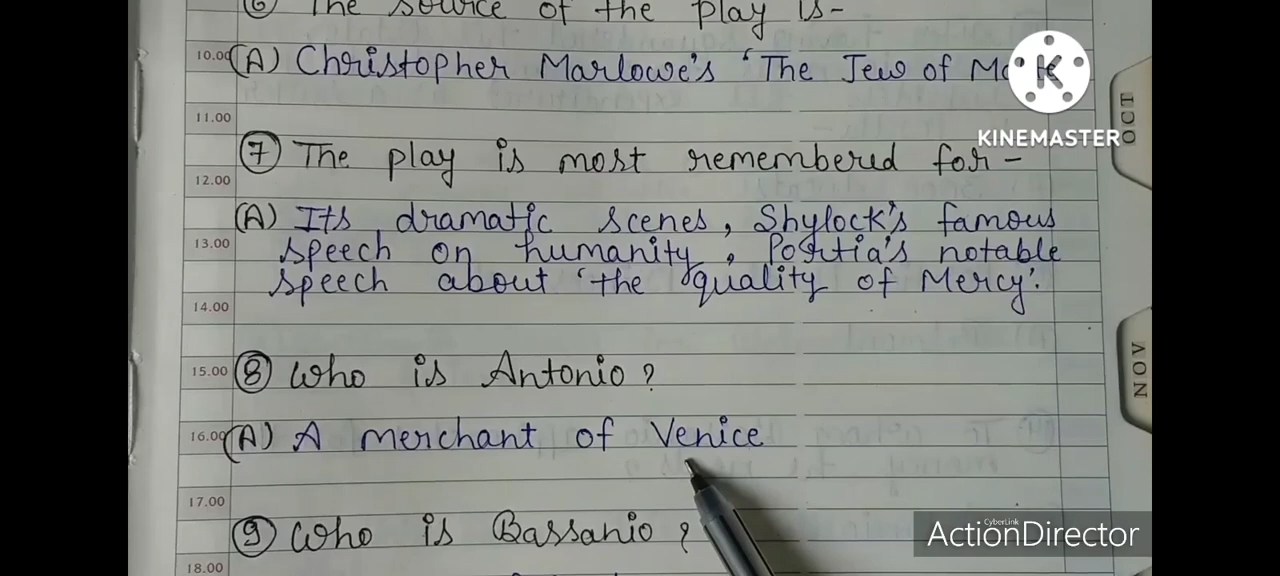 ⑥ The source of the play is-
10.00 (A) Christopher Marlowe's 'The Jew of
KINEMASTER
OCT
11.00
⑦ The play is most remembered for-
12.00
(A) Its dramatic scenes, Shylock's famous
13.00 speech on humanity, Portia's notable
speech about 'the quality of Mercy'.
14.00
15.00 ⑧ Who is Antonio?
NOV
16.00 (A) A merchant of Venice
17.00
⑨ Who is Bassanio?
CyberLink
ActionDirector
18.00